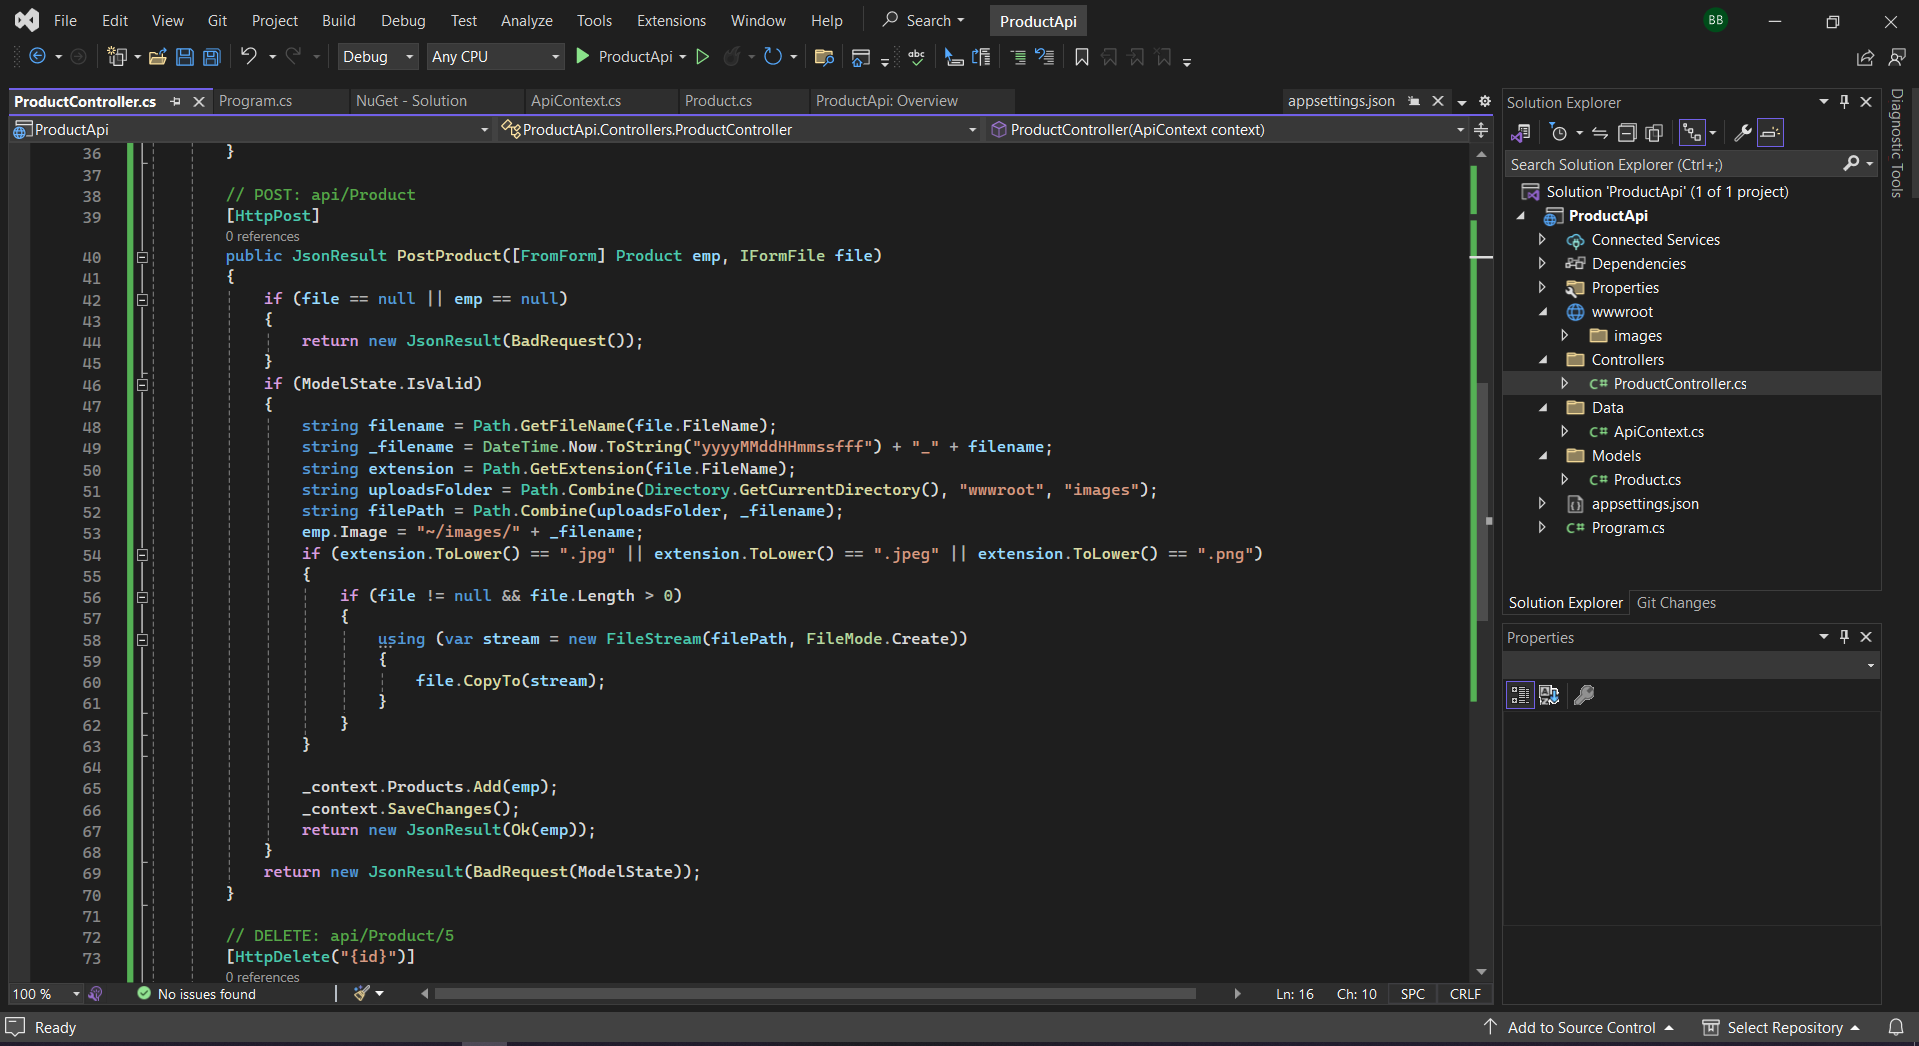 File Edit View Git Project Build Debug Test Analyze Tools Extensions Window Help Search ProductApi BB
Debug Any CPU ProductApi
ProductController.cs Program.cs NuGet - Solution ApiContext.cs Product.cs ProductApi: Overview appsettings.json
ProductApi ProductApi.Controllers.ProductController ProductController(ApiContext context)
36 }
37
38 // POST: api/Product
39 [HttpPost]
0 references
40 public JsonResult PostProduct([FromForm] Product emp, IFormFile file)
41 {
42 if (file == null || emp == null)
43 {
44 return new JsonResult(BadRequest());
45 }
46 if (ModelState.IsValid)
47 {
48 string filename = Path.GetFileName(file.FileName);
49 string _filename = DateTime.Now.ToString("yyyyMMddHHmmssfff") + "_" + filename;
50 string extension = Path.GetExtension(file.FileName);
51 string uploadsFolder = Path.Combine(Directory.GetCurrentDirectory(), "wwwroot", "images");
52 string filePath = Path.Combine(uploadsFolder, _filename);
53 emp.Image = "~/images/" + _filename;
54 if (extension.ToLower() == ".jpg" || extension.ToLower() == ".jpeg" || extension.ToLower() == ".png")
55 {
56 if (file != null && file.Length > 0)
57 {
58 using (var stream = new FileStream(filePath, FileMode.Create))
59 {
60 file.CopyTo(stream);
61 }
62 }
63 }
64
65 _context.Products.Add(emp);
66 _context.SaveChanges();
67 return new JsonResult(Ok(emp));
68 }
69 return new JsonResult(BadRequest(ModelState));
70 }
71
72 // DELETE: api/Product/5
73 [HttpDelete("{id}")]
0 references
100 % No issues found Ln: 16 Ch: 10 SPC CRLF
Solution Explorer
Search Solution Explorer (Ctrl+;)
Solution 'ProductApi' (1 of 1 project)
ProductApi
Connected Services
Dependencies
Properties
wwwroot
images
Controllers
C# ProductController.cs
Data
C# ApiContext.cs
Models
C# Product.cs
appsettings.json
C# Program.cs
Solution Explorer Git Changes
Properties
Diagnostic Tools
Ready Add to Source Control Select Repository